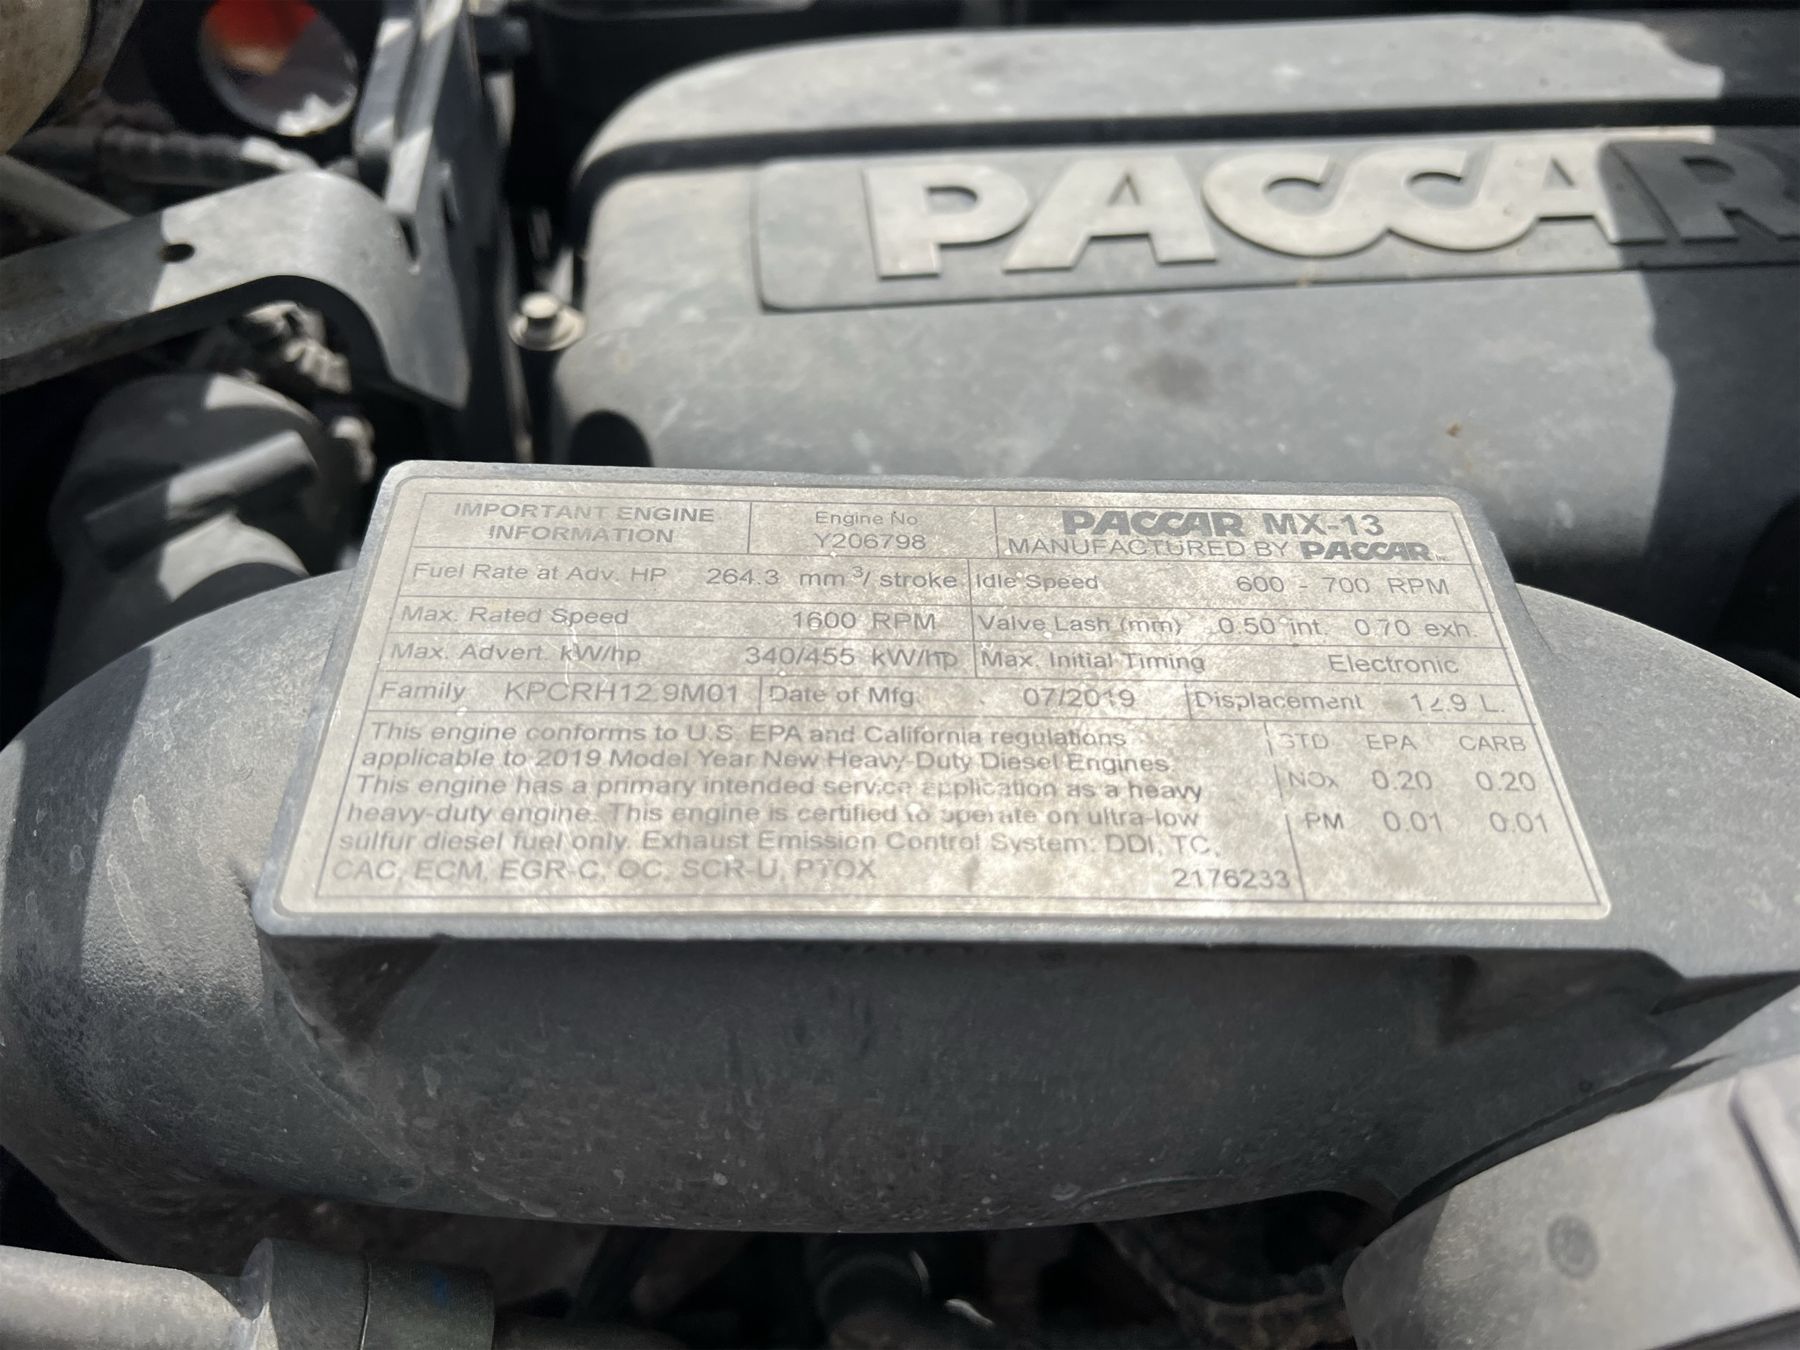 PACCAR
IMPORTANT ENGINE
INFORMATION
Engine No
Y206798
PACCAR MX-13
MANUFACTURED BY PACCAR INC
Fuel Rate at Adv. HP 264.3 mm3/ stroke
Idle Speed 600 - 700 RPM
Max. Rated Speed 1600 RPM
Valve Lash (mm) 0.50 int. 0.70 exh.
Max. Advert. kW/hp 340/455 kW/hp
Max. Initial Timing Electronic
Family KPCRH12.9M01
Date of Mfg. 07/2019
Displacement 12.9 L.
This engine conforms to U.S. EPA and California regulations
applicable to 2019 Model Year New Heavy-Duty Diesel Engines.
This engine has a primary intended service application as a heavy
heavy-duty engine. This engine is certified to operate on ultra-low
sulfur diesel fuel only. Exhaust Emission Control System: DDI, TC,
CAC, ECM, EGR-C, OC, SCR-U, PTOX
2176233
STD EPA CARB
NOx 0.20 0.20
PM 0.01 0.01